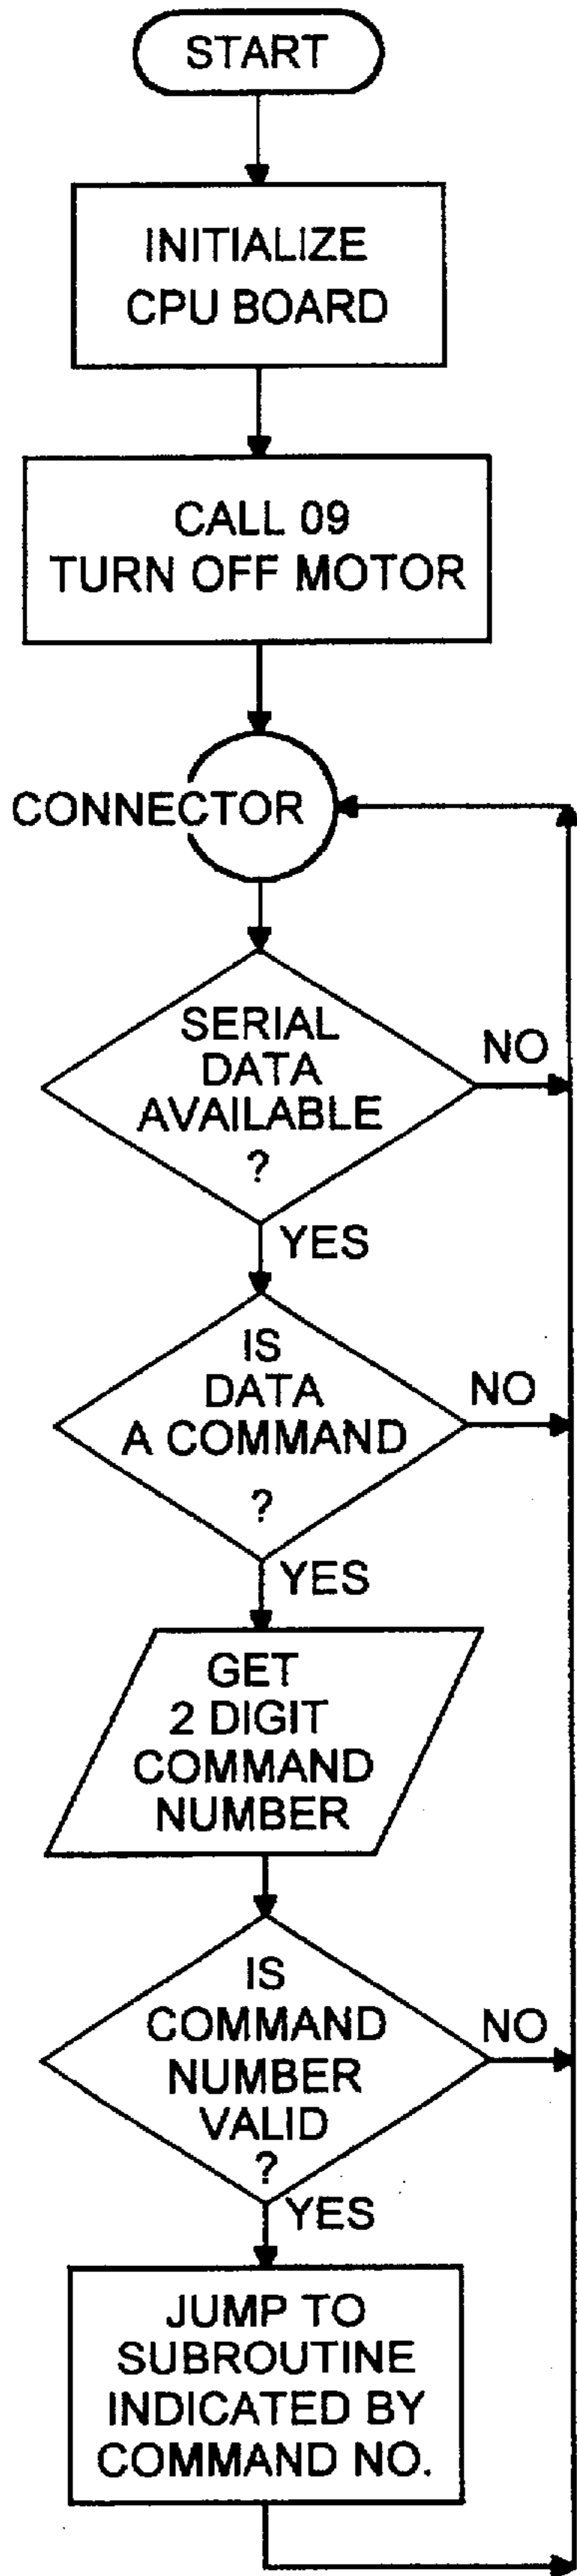 START
INITIALIZE
CPU BOARD
CALL 09
TURN OFF MOTOR
CONNECTOR
SERIAL
DATA
AVAILABLE
?
NO
YES
IS
DATA
A COMMAND
?
NO
YES
GET
2 DIGIT
COMMAND
NUMBER
IS
COMMAND
NUMBER
VALID
?
NO
YES
JUMP TO
SUBROUTINE
INDICATED BY
COMMAND NO.